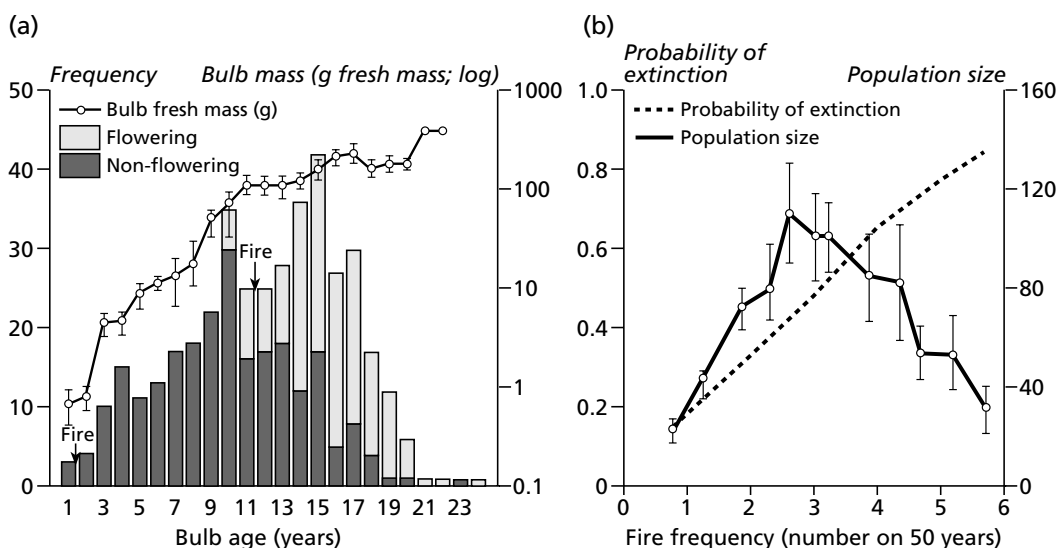 (a)
Frequency
Bulb mass (g fresh mass; log)
50
40
30
20
10
0
1000
100
10
1
0.1
Bulb fresh mass (g)
Flowering
Non-flowering
Fire
Fire
1 3 5 7 9 11 13 15 17 19 21 23
Bulb age (years)
(b)
Probability of
extinction
Population size
1.0
0.8
0.6
0.4
0.2
0
160
120
80
40
0
Probability of extinction
Population size
0 1 2 3 4 5 6
Fire frequency (number on 50 years)